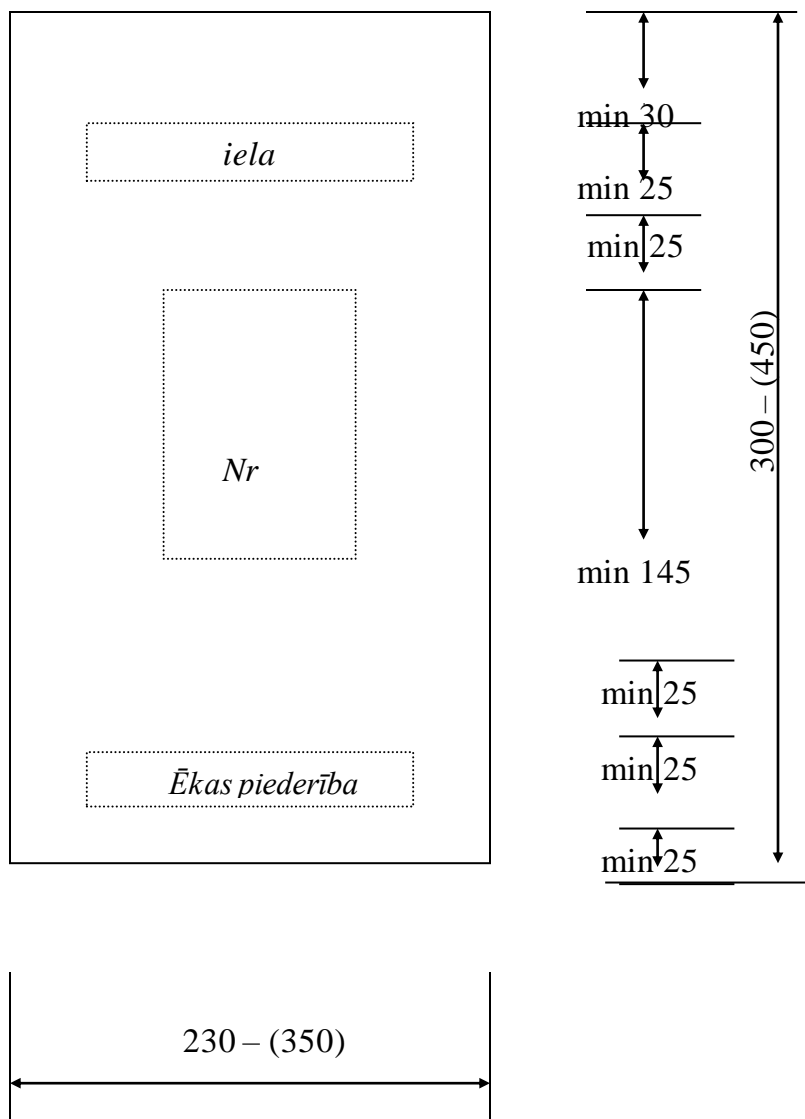 min 30
iela
min 25
min 25
300 – (450)
Nr
min 145
min 25
min 25
Ēkas piederība
min 25
230 – (350)